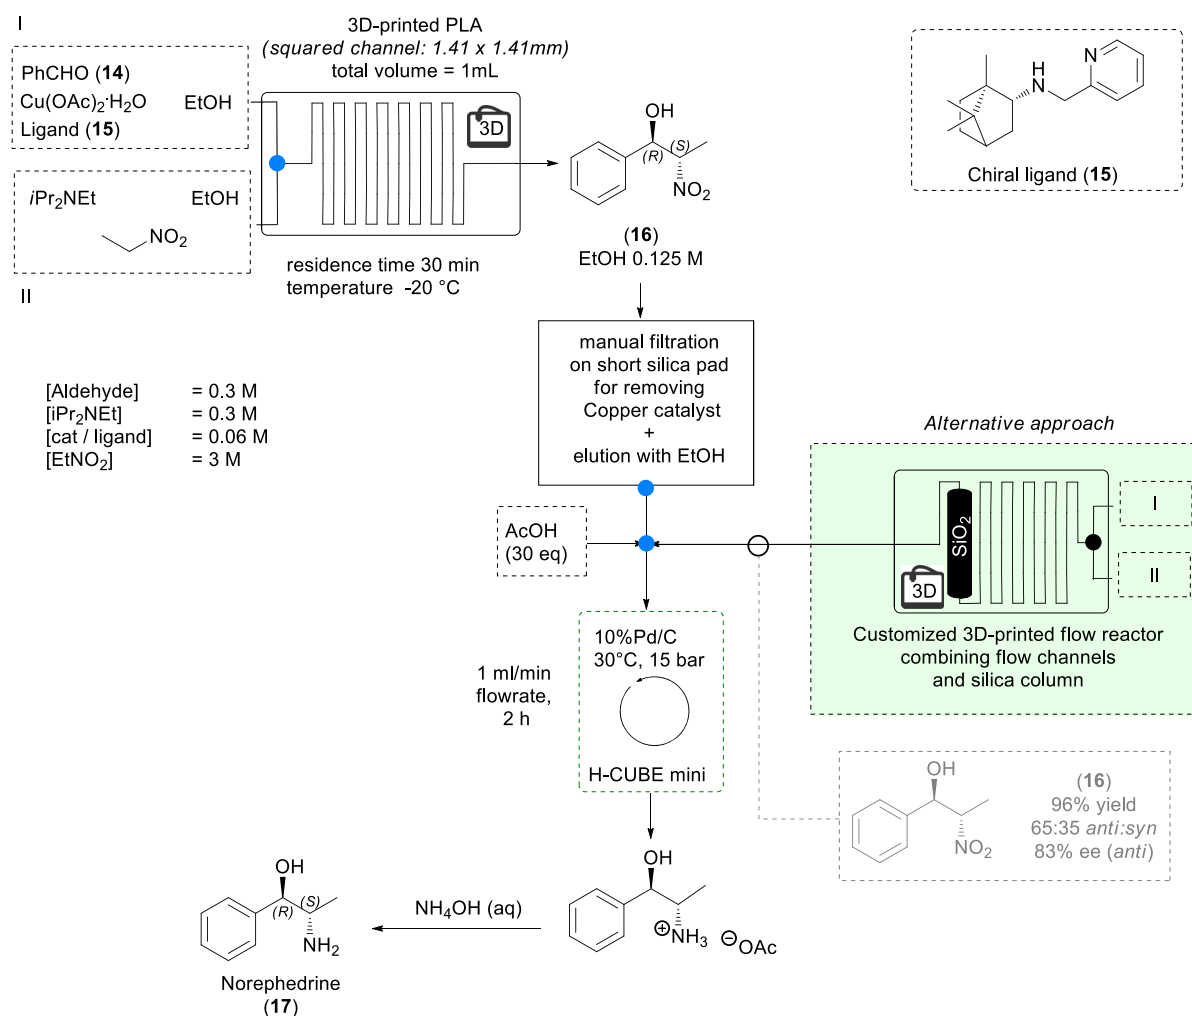 I
3D-printed PLA
(squared channel: 1.41 x 1.41mm)
total volume = 1mL
PhCHO (14)
Cu(OAc)2·H2O
Ligand (15)
EtOH
3D
iPr2NEt
EtOH
NO2
residence time 30 min
temperature -20 °C
II
OH
(R)
(S)
NO2
(16)
EtOH 0.125 M
N
H
N
Chiral ligand (15)
manual filtration
on short silica pad
for removing
Copper catalyst
+
elution with EtOH
[Aldehyde] = 0.3 M
[iPr2NEt] = 0.3 M
[cat / ligand] = 0.06 M
[EtNO2] = 3 M
Alternative approach
SiO2
3D
I
II
Customized 3D-printed flow reactor
combining flow channels
and silica column
AcOH
(30 eq)
10%Pd/C
30°C, 15 bar
H-CUBE mini
1 ml/min
flowrate,
2 h
OH
NO2
(16)
96% yield
65:35 anti:syn
83% ee (anti)
OH
⊕NH3
⊖OAc
NH4OH (aq)
OH
(R)
(S)
NH2
Norephedrine
(17)